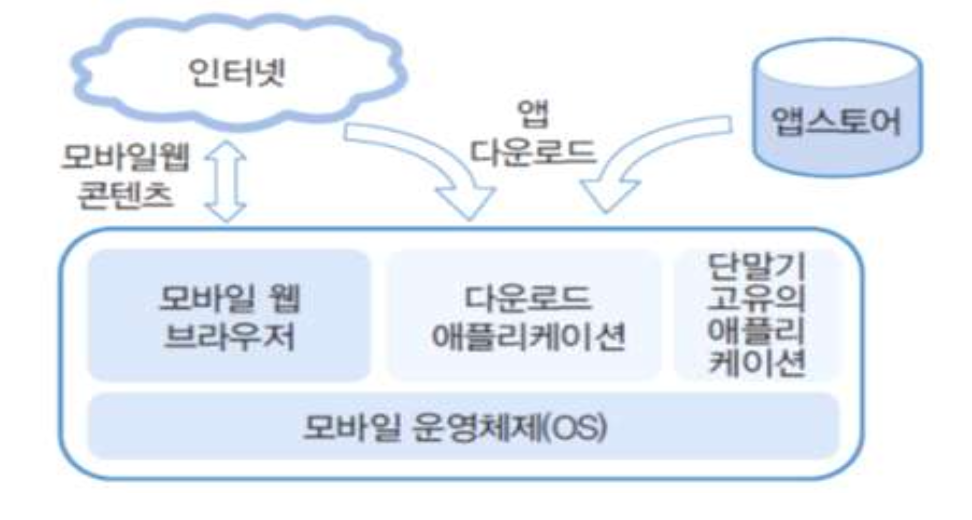 인터넷
앱
다운로드
앱스토어
모바일웹
콘텐츠
모바일 웹
브라우저
다운로드
애플리케이션
단말기
고유의
애플리
케이션
모바일 운영체제(OS)